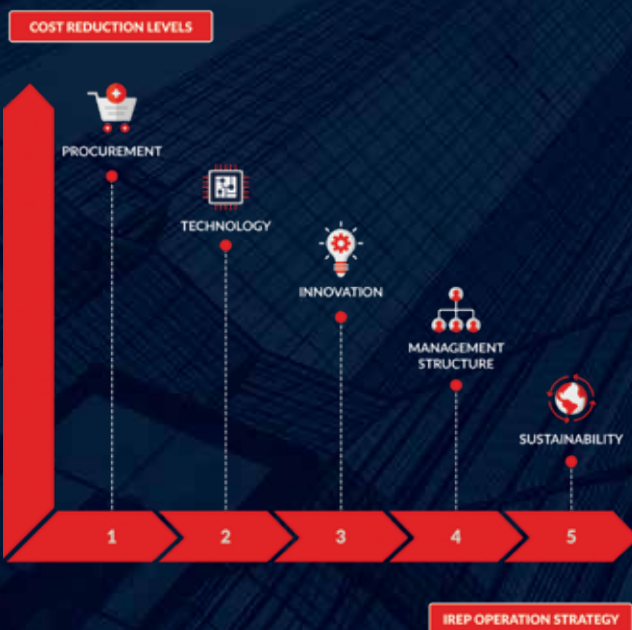 COST REDUCTION LEVELS
PROCUREMENT
TECHNOLOGY
INNOVATION
MANAGEMENT
STRUCTURE
SUSTAINABILITY
1
2
3
4
5
IREP OPERATION STRATEGY